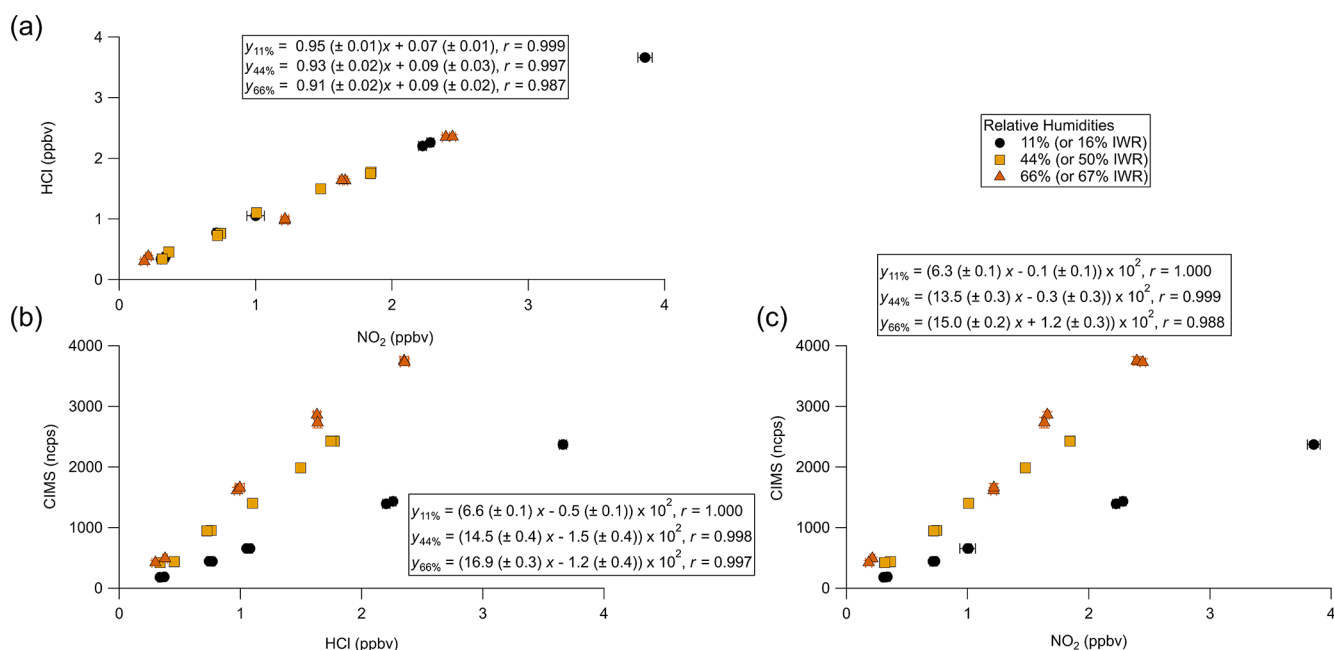 (a)
4
3
2
1
0
HCl (ppbv)
y11% = 0.95 (± 0.01)x + 0.07 (± 0.01), r = 0.999
y44% = 0.93 (± 0.02)x + 0.09 (± 0.03), r = 0.997
y66% = 0.91 (± 0.02)x + 0.09 (± 0.02), r = 0.987
0 1 2 3 4
NO2 (ppbv)
Relative Humidities
11% (or 16% IWR)
44% (or 50% IWR)
66% (or 67% IWR)
(b)
4000
3000
2000
1000
0
CIMS (ncps)
y11% = (6.6 (± 0.1) x - 0.5 (± 0.1)) x 10^2, r = 1.000
y44% = (14.5 (± 0.4) x - 1.5 (± 0.4)) x 10^2, r = 0.998
y66% = (16.9 (± 0.3) x - 1.2 (± 0.4)) x 10^2, r = 0.997
0 1 2 3 4
HCl (ppbv)
(c)
y11% = (6.3 (± 0.1) x - 0.1 (± 0.1)) x 10^2, r = 1.000
y44% = (13.5 (± 0.3) x - 0.3 (± 0.3)) x 10^2, r = 0.999
y66% = (15.0 (± 0.2) x + 1.2 (± 0.3)) x 10^2, r = 0.988
4000
3000
2000
1000
0
CIMS (ncps)
0 1 2 3 4
NO2 (ppbv)